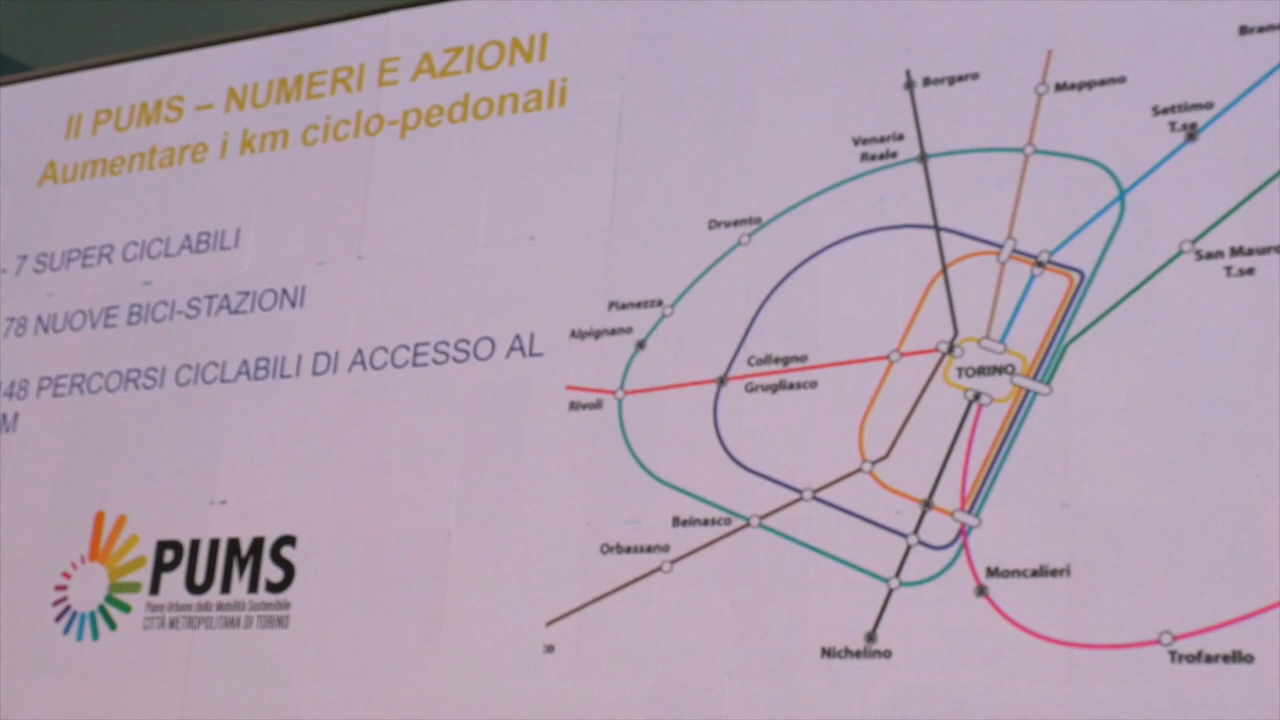 Il PUMS – NUMERI E AZIONI
Aumentare i km ciclo-pedonali
- 7 SUPER CICLABILI
78 NUOVE BICI-STAZIONI
48 PERCORSI CICLABILI DI ACCESSO AL
M
PUMS
Piano Urbano della Mobilità Sostenibile
CITTÀ METROPOLITANA DI TORINO
Borgaro
Mappano
Settimo
T.se
Venaria
Reale
Druento
San Mauro
T.se
Pianezza
Alpignano
Collegno
TORINO
Grugliasco
Rivoli
Beinasco
Orbassano
Moncalieri
Nichelino
Trofarello